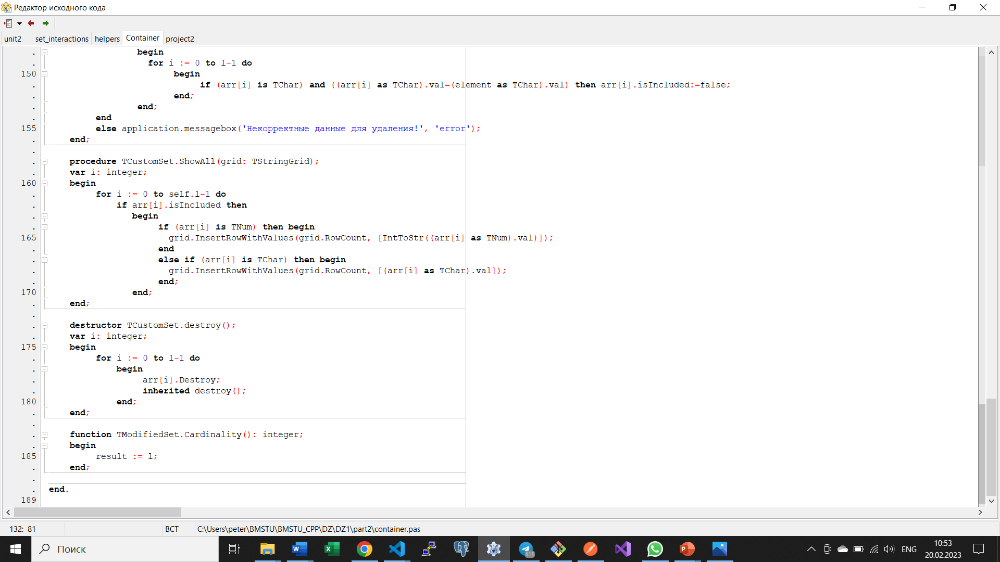 Редактор исходного кода
unit2 set_interactions helpers Container project2
. begin
. for i := 0 to l-1 do
150 begin
. if (arr[i] is TChar) and ((arr[i] as TChar).val=(element as TChar).val) then arr[i].isIncluded:=false;
. end;
. end;
. end
155 else application.messagebox('Некорректные данные для удаления!', 'error');
. end;
.
. procedure TCustomSet.ShowAll(grid: TStringGrid);
. var i: integer;
160 begin
. for i := 0 to self.l-1 do
. if arr[i].isIncluded then
. begin
. if (arr[i] is TNum) then begin
165 grid.InsertRowWithValues(grid.RowCount, [IntToStr((arr[i] as TNum).val)]);
. end
. else if (arr[i] is TChar) then begin
. grid.InsertRowWithValues(grid.RowCount, [(arr[i] as TChar).val]);
. end;
170 end;
. end;
.
. destructor TCustomSet.destroy();
. var i: integer;
175 begin
. for i := 0 to l-1 do
. begin
. arr[i].Destroy;
. inherited destroy();
180 end;
. end;
.
. function TModifiedSet.Cardinality(): integer;
. begin
185 result := l;
. end;
.
. end.
189
132: 81 ВСТ C:\Users\peter\BMSTU\BMSTU_CPP\DZ\DZ1\part2\container.pas
Поиск
111
ENG
10:53
20.02.2023